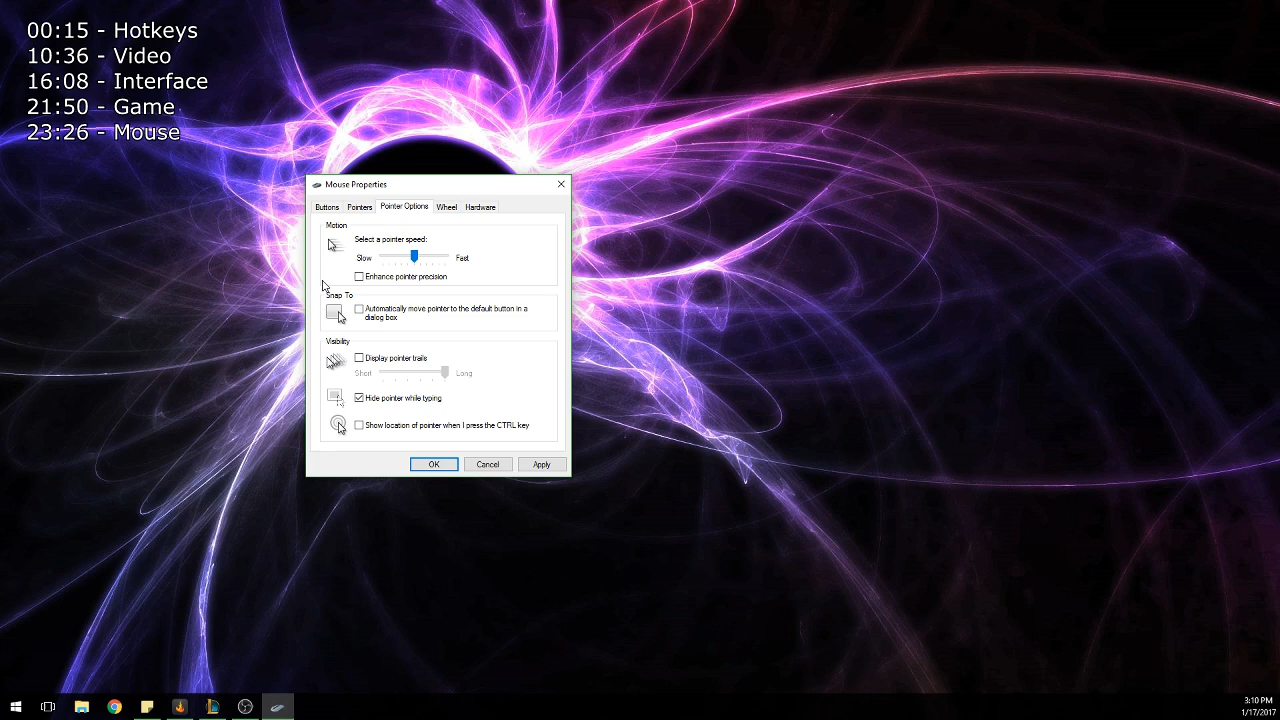 00:15 - Hotkeys
10:36 - Video
16:08 - Interface
21:50 - Game
23:26 - Mouse
Mouse Properties
Buttons Pointers Pointer Options Wheel Hardware
Motion
Select a pointer speed:
Slow Fast
Enhance pointer precision
Snap To
Automatically move pointer to the default button in a
dialog box
Visibility
Display pointer trails
Short Long
Hide pointer while typing
Show location of pointer when I press the CTRL key
OK Cancel Apply
3:10 PM
1/17/2017